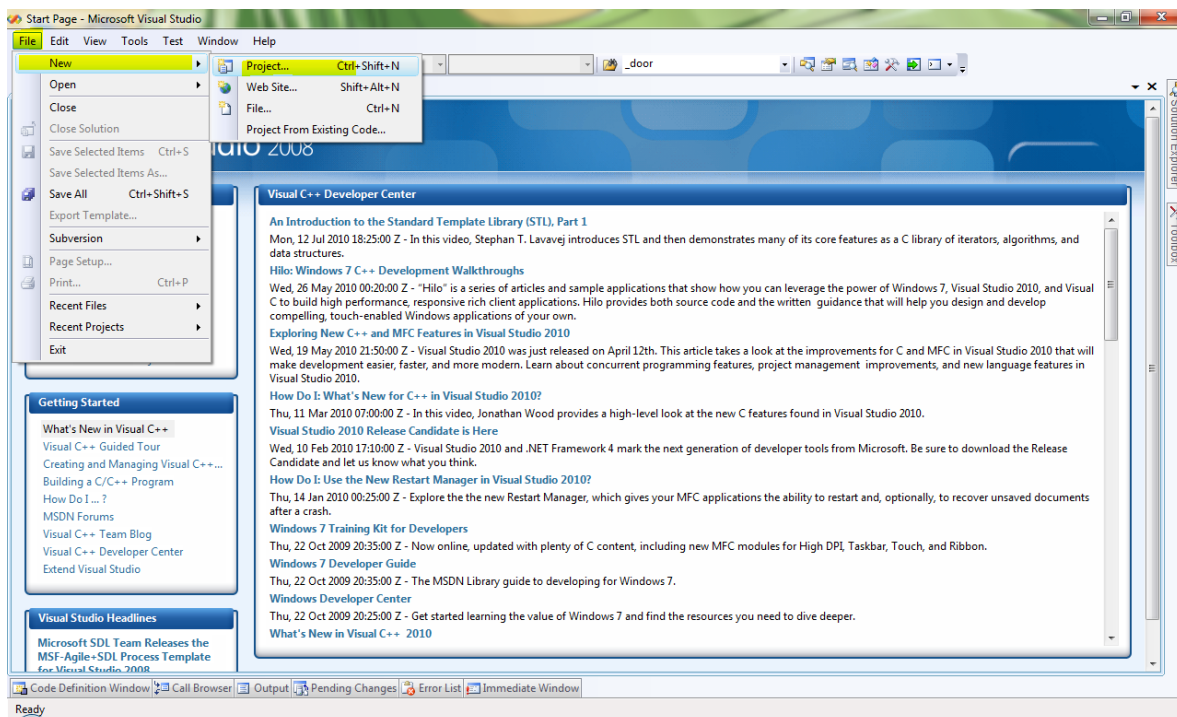 Start Page - Microsoft Visual Studio
File Edit View Tools Test Window Help
_door
New
Open
Close
Close Solution
Save Selected Items Ctrl+S
Save Selected Items As...
Save All Ctrl+Shift+S
Export Template...
Subversion
Page Setup...
Print... Ctrl+P
Recent Files
Recent Projects
Exit
Project... Ctrl+Shift+N
Web Site... Shift+Alt+N
File... Ctrl+N
Project From Existing Code...
2008
Solution Explorer
Toolbox
Visual C++ Developer Center
An Introduction to the Standard Template Library (STL), Part 1
Mon, 12 Jul 2010 18:25:00 Z - In this video, Stephan T. Lavavej introduces STL and then demonstrates many of its core features as a C library of iterators, algorithms, and
data structures.
Hilo: Windows 7 C++ Development Walkthroughs
Wed, 26 May 2010 00:20:00 Z - "Hilo" is a series of articles and sample applications that show how you can leverage the power of Windows 7, Visual Studio 2010, and Visual
C to build high performance, responsive rich client applications. Hilo provides both source code and the written guidance that will help you design and develop
compelling, touch-enabled Windows applications of your own.
Exploring New C++ and MFC Features in Visual Studio 2010
Wed, 19 May 2010 21:50:00 Z - Visual Studio 2010 was just released on April 12th. This article takes a look at the improvements for C and MFC in Visual Studio 2010 that will
make development easier, faster, and more modern. Learn about concurrent programming features, project management improvements, and new language features in
Visual Studio 2010.
How Do I: What's New for C++ in Visual Studio 2010?
Thu, 11 Mar 2010 07:00:00 Z - In this video, Jonathan Wood provides a high-level look at the new C features found in Visual Studio 2010.
Visual Studio 2010 Release Candidate is Here
Wed, 10 Feb 2010 17:10:00 Z - Visual Studio 2010 and .NET Framework 4 mark the next generation of developer tools from Microsoft. Be sure to download the Release
Candidate and let us know what you think.
How Do I: Use the New Restart Manager in Visual Studio 2010?
Thu, 14 Jan 2010 00:25:00 Z - Explore the the new Restart Manager, which gives your MFC applications the ability to restart and, optionally, to recover unsaved documents
after a crash.
Windows 7 Training Kit for Developers
Thu, 22 Oct 2009 20:35:00 Z - Now online, updated with plenty of C content, including new MFC modules for High DPI, Taskbar, Touch, and Ribbon.
Windows 7 Developer Guide
Thu, 22 Oct 2009 20:35:00 Z - The MSDN Library guide to developing for Windows 7.
Windows Developer Center
Thu, 22 Oct 2009 20:25:00 Z - Get started learning the value of Windows 7 and find the resources you need to dive deeper.
What's New in Visual C++ 2010
Getting Started
What's New in Visual C++
Visual C++ Guided Tour
Creating and Managing Visual C++...
Building a C/C++ Program
How Do I ... ?
MSDN Forums
Visual C++ Team Blog
Visual C++ Developer Center
Extend Visual Studio
Visual Studio Headlines
Microsoft SDL Team Releases the
MSF-Agile+SDL Process Template
for Visual Studio 2008
Code Definition Window Call Browser Output Pending Changes Error List Immediate Window
Ready